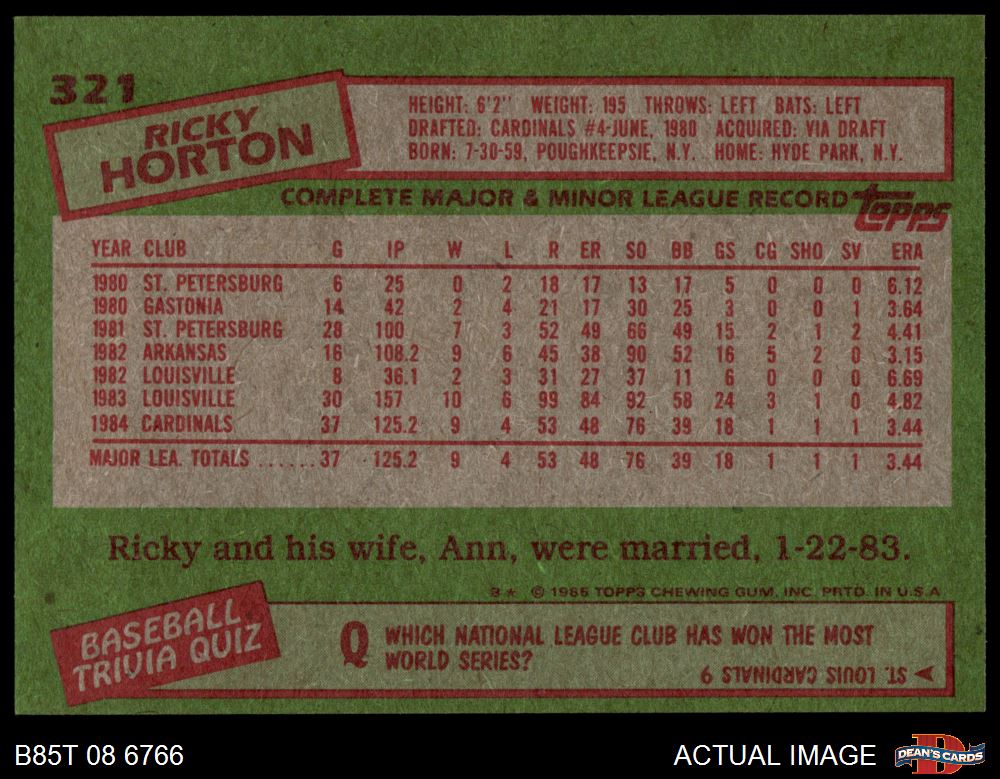 321
RICKY
HORTON
HEIGHT: 6'2" WEIGHT: 195 THROWS: LEFT BATS: LEFT
DRAFTED: CARDINALS #4-JUNE, 1980 ACQUIRED: VIA DRAFT
BORN: 7-30-59, POUGHKEEPSIE, N.Y. HOME: HYDE PARK, N.Y.
COMPLETE MAJOR & MINOR LEAGUE RECORD topps
YEAR CLUB G IP W L R ER SO BB GS CG SHO SV ERA
1980 ST. PETERSBURG 6 25 0 2 18 17 13 17 5 0 0 0 6.12
1980 GASTONIA 14 42 2 4 21 17 30 25 3 0 0 1 3.64
1981 ST. PETERSBURG 28 100 7 3 52 49 66 49 15 2 1 2 4.41
1982 ARKANSAS 16 108.2 9 6 45 38 90 52 16 5 2 0 3.15
1982 LOUISVILLE 8 36.1 2 3 31 27 37 11 6 0 0 0 6.69
1983 LOUISVILLE 30 157 10 6 99 84 92 58 24 3 1 0 4.82
1984 CARDINALS 37 125.2 9 4 53 48 76 39 18 1 1 1 3.44
MAJOR LEA. TOTALS ......37 125.2 9 4 53 48 76 39 18 1 1 1 3.44
Ricky and his wife, Ann, were married, 1-22-83.
B* © 1985 TOPPS CHEWING GUM, INC. PRTD. IN U.S.A
BASEBALL
TRIVIA QUIZ
Q WHICH NATIONAL LEAGUE CLUB HAS WON THE MOST
WORLD SERIES?
ST. LOUIS CARDINALS 9
B85T 08 6766
ACTUAL IMAGE
DEAN'S CARDS